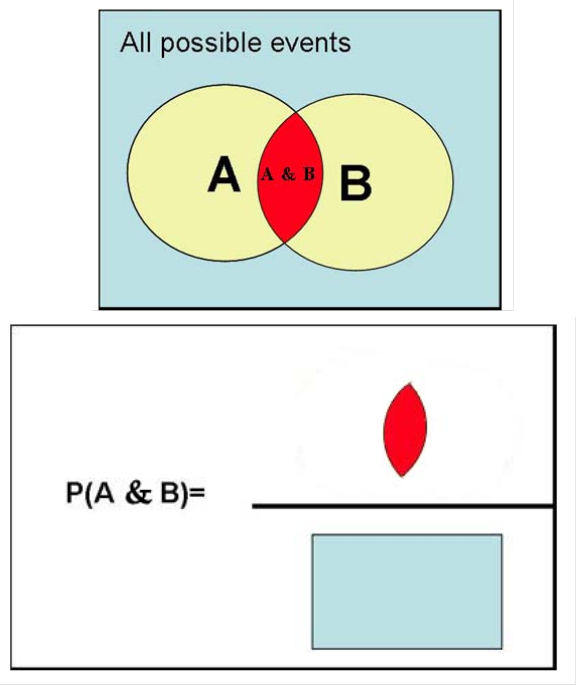 All possible events
A
A & B
B
P(A & B)=